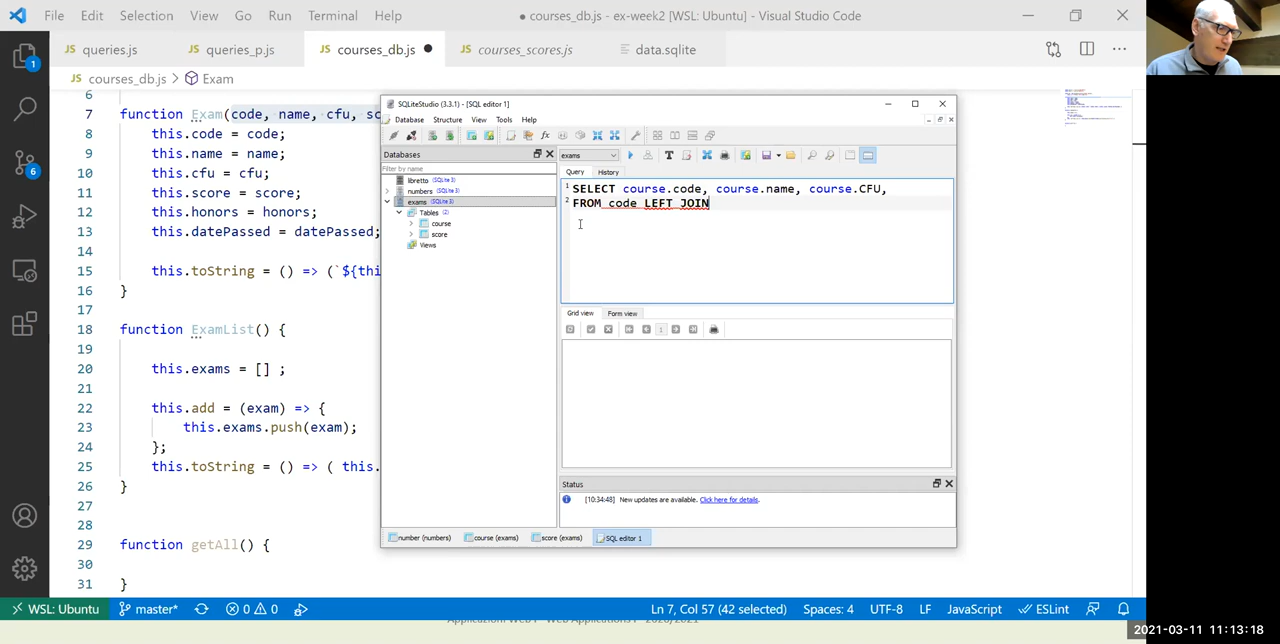 File Edit Selection View Go Run Terminal Help
● courses_db.js - ex-week2 [WSL: Ubuntu] - Visual Studio Code
JS queries.js
JS queries_p.js
JS courses_db.js ●
JS courses_scores.js
data.sqlite
JS courses_db.js > Exam
1
6
6
7 function Exam(code, name, cfu, sc
8 this.code = code;
9 this.name = name;
10 this.cfu = cfu;
11 this.score = score;
12 this.honors = honors;
13 this.datePassed = datePassed;
14
15 this.toString = () => (`${thi
16 }
17
18 function ExamList() {
19
20 this.exams = [] ;
21
22 this.add = (exam) => {
23 this.exams.push(exam);
24 };
25 this.toString = () => ( this.
26 }
27
28
29 function getAll() {
30
31 }
SQLiteStudio (3.3.1) - [SQL editor 1]
Database Structure View Tools Help
Databases
Filter by name
libretto (SQLite 3)
numbers (SQLite 3)
exams (SQLite 3)
Tables (2)
course
score
Views
exams
Query History
1 SELECT course.code, course.name, course.CFU,
2 FROM code LEFT JOIN
Grid view Form view
1
Status
[10:34:48] New updates are available. Click here for details.
number (numbers) course (exams) score (exams) SQL editor 1
WSL: Ubuntu master* 0 0 Ln 7, Col 57 (42 selected) Spaces: 4 UTF-8 LF JavaScript ESLint
Applicazioni Web I - Web Applications I - 2020/2021
2021-03-11 11:13:18